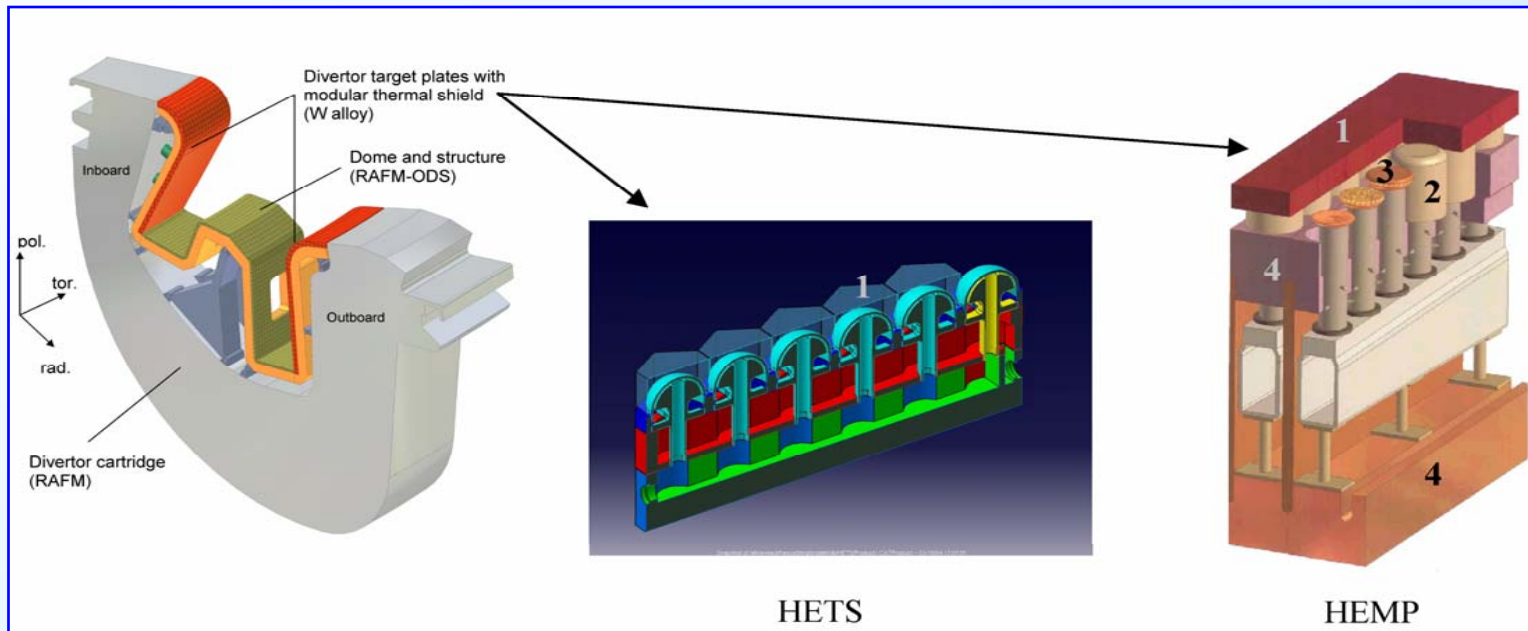 Divertor target plates with
modular thermal shield
(W alloy)
Dome and structure
(RAFM-ODS)
Inboard
pol.
tor.
rad.
Outboard
Divertor cartridge
(RAFM)
1
HETS
1
3
2
4
4
HEMP